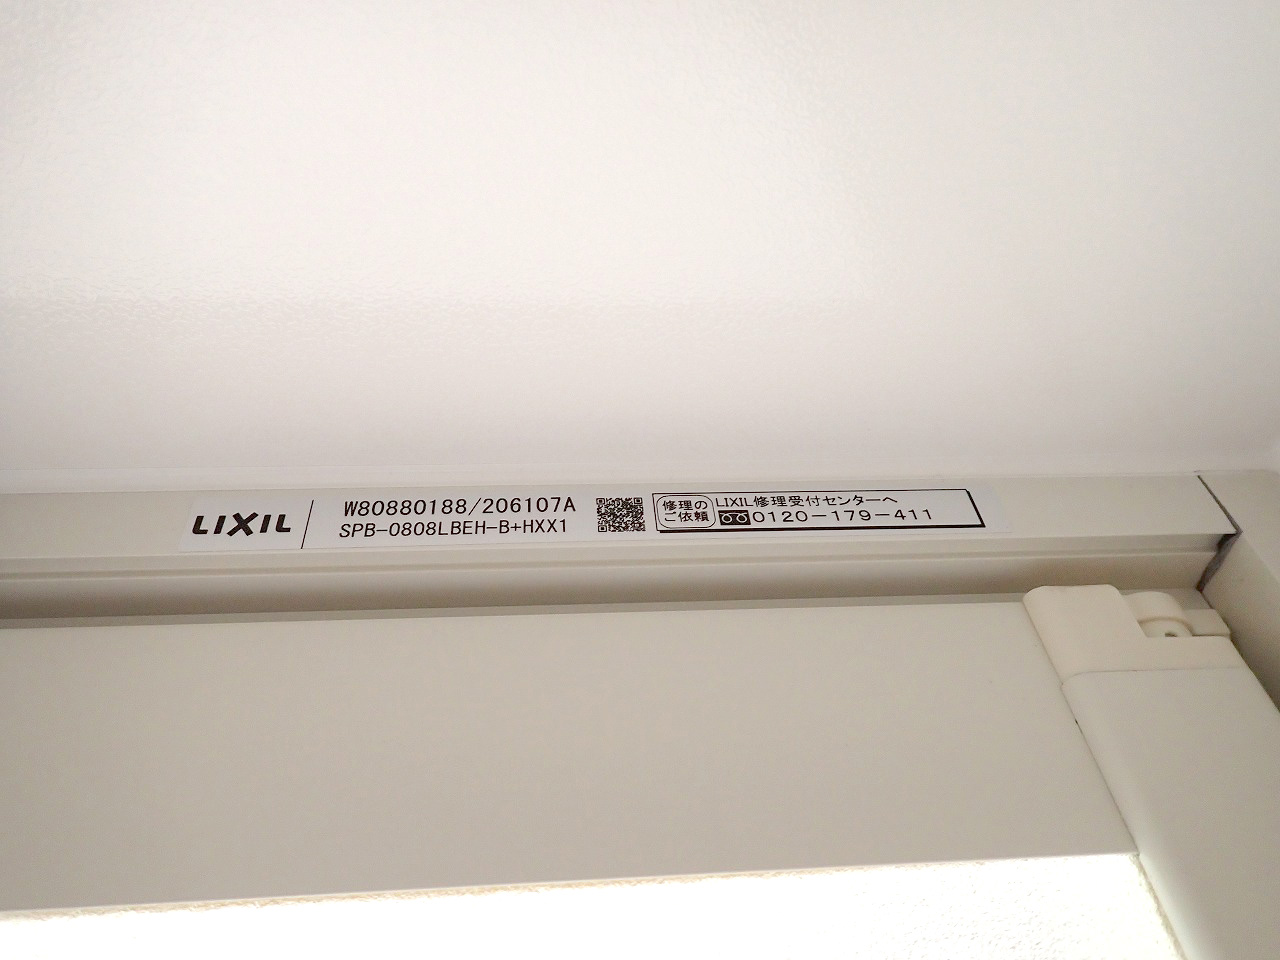 LIXIL
W80880188/206107A
SPB-0808LBEH-B+HXX1
修理の
ご依頼
LIXIL修理受付センターへ
0120-179-411